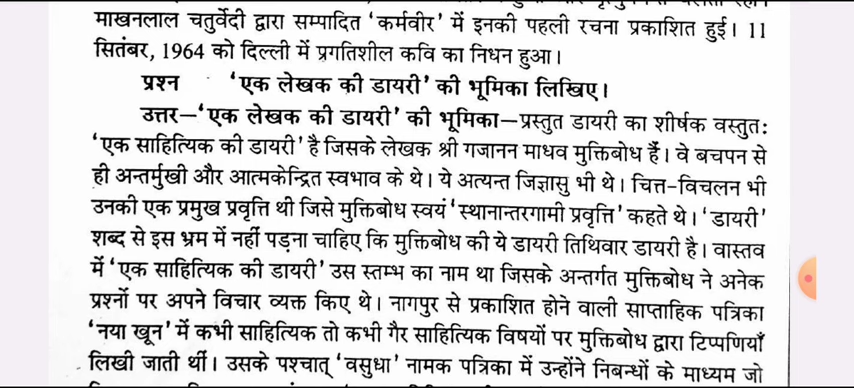 माखनलाल चतुर्वेदी द्वारा सम्पादित ‘कर्मवीर’ में इनकी पहली रचना प्रकाशित हुई। 11
सितंबर, 1964 को दिल्ली में प्रगतिशील कवि का निधन हुआ।
प्रश्न ‘एक लेखक की डायरी’ की भूमिका लिखिए।
उत्तर—‘एक लेखक की डायरी’ की भूमिका—प्रस्तुत डायरी का शीर्षक वस्तुतः
‘एक साहित्यिक की डायरी’ है जिसके लेखक श्री गजानन माधव मुक्तिबोध हैं। वे बचपन से
ही अन्तर्मुखी और आत्मकेन्द्रित स्वभाव के थे। ये अत्यन्त जिज्ञासु भी थे। चित्त-विचलन भी
उनकी एक प्रमुख प्रवृत्ति थी जिसे मुक्तिबोध स्वयं ‘स्थानान्तरगामी प्रवृत्ति’ कहते थे। ‘डायरी’
शब्द से इस भ्रम में नहीं पड़ना चाहिए कि मुक्तिबोध की ये डायरी तिथिवार डायरी है। वास्तव
में ‘एक साहित्यिक की डायरी’ उस स्तम्भ का नाम था जिसके अन्तर्गत मुक्तिबोध ने अनेक
प्रश्नों पर अपने विचार व्यक्त किए थे। नागपुर से प्रकाशित होने वाली साप्ताहिक पत्रिका
‘नया खून’ में कभी साहित्यिक तो कभी गैर साहित्यिक विषयों पर मुक्तिबोध द्वारा टिप्पणियाँ
लिखी जाती थीं। उसके पश्चात् ‘वसुधा’ नामक पत्रिका में उन्होंने निबन्धों के माध्यम जो